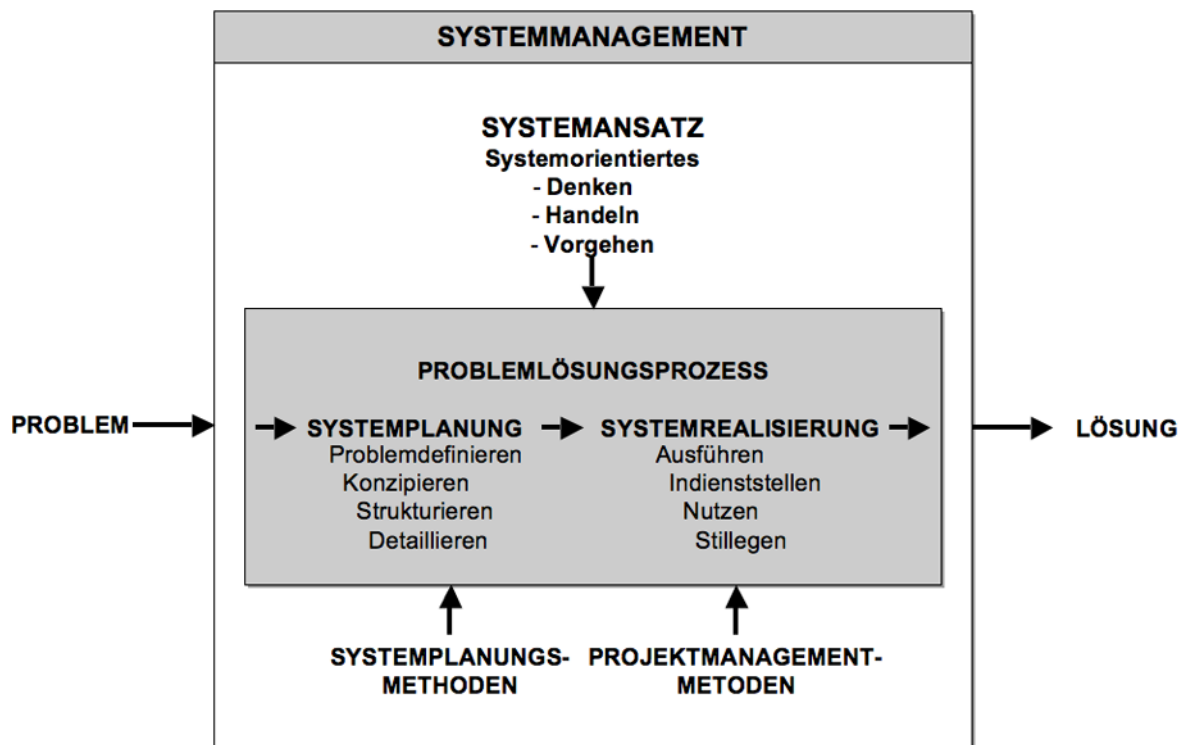 SYSTEMMANAGEMENT
SYSTEMANSATZ
Systemorientiertes
- Denken
- Handeln
- Vorgehen
PROBLEMLÖSUNGSPROZESS
PROBLEM
SYSTEMPLANUNG
Problemdefinieren
Konzipieren
Strukturieren
Detaillieren
SYSTEMREALISIERUNG
Ausführen
Indienststellen
Nutzen
Stillegen
LÖSUNG
SYSTEMPLANUNGS-
METHODEN
PROJEKTMANAGEMENT-
METODEN